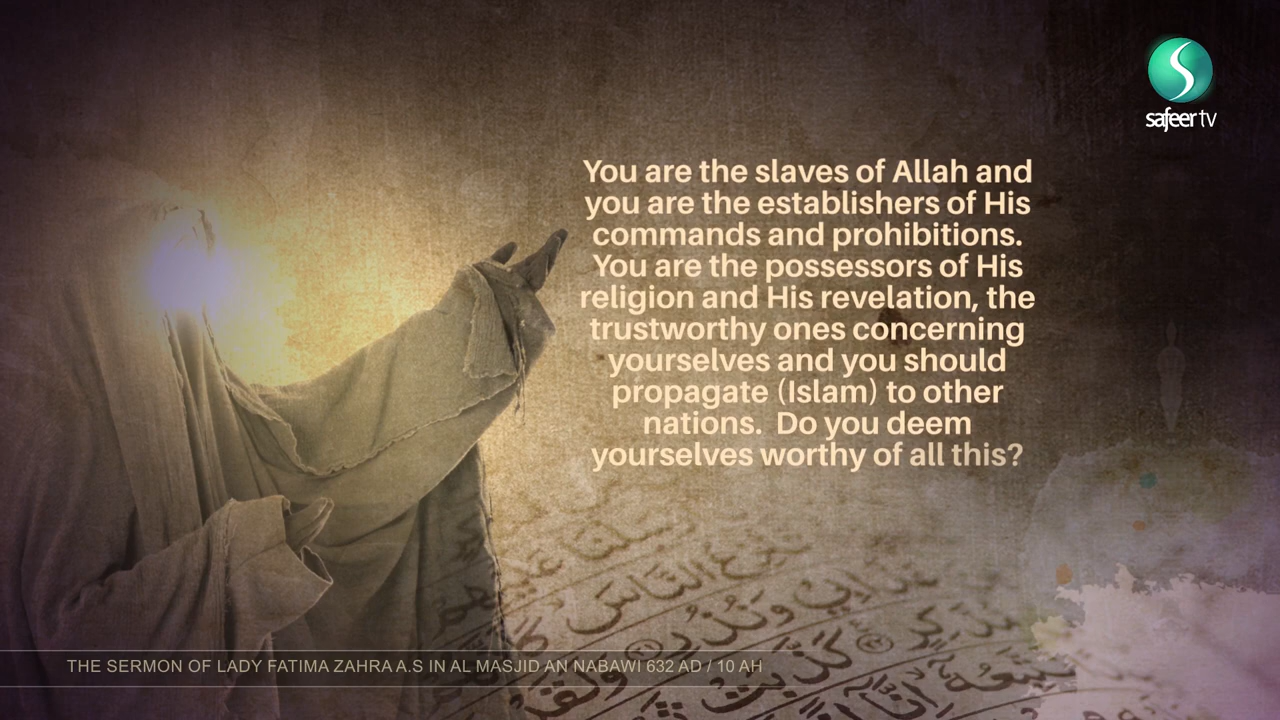 safeer tv
You are the slaves of Allah and
you are the establishers of His
commands and prohibitions.
You are the possessors of His
religion and His revelation, the
trustworthy ones concerning
yourselves and you should
propagate (Islam) to other
nations.  Do you deem
yourselves worthy of all this?
THE SERMON OF LADY FATIMA ZAHRA A.S IN AL MASJID AN NABAWI 632 AD / 10 AH